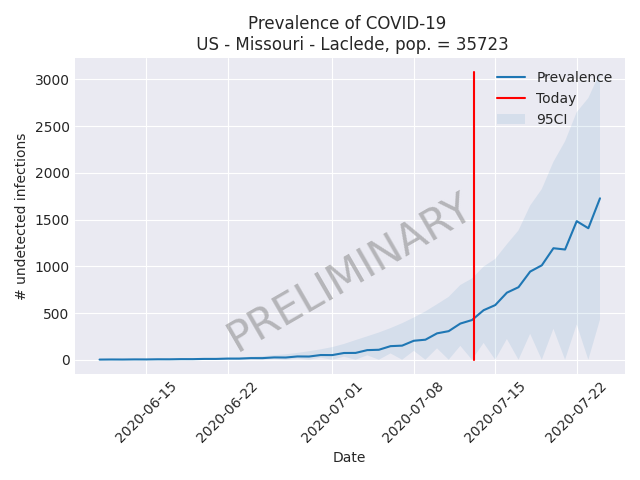 Prevalence of COVID-19
US - Missouri - Laclede, pop. = 35723
3000
2500
2000
1500
1000
500
0
# undetected infections
Prevalence
Today
95CI
PRELIMINARY
2020-06-15
2020-06-22
2020-07-01
2020-07-08
2020-07-15
2020-07-22
Date